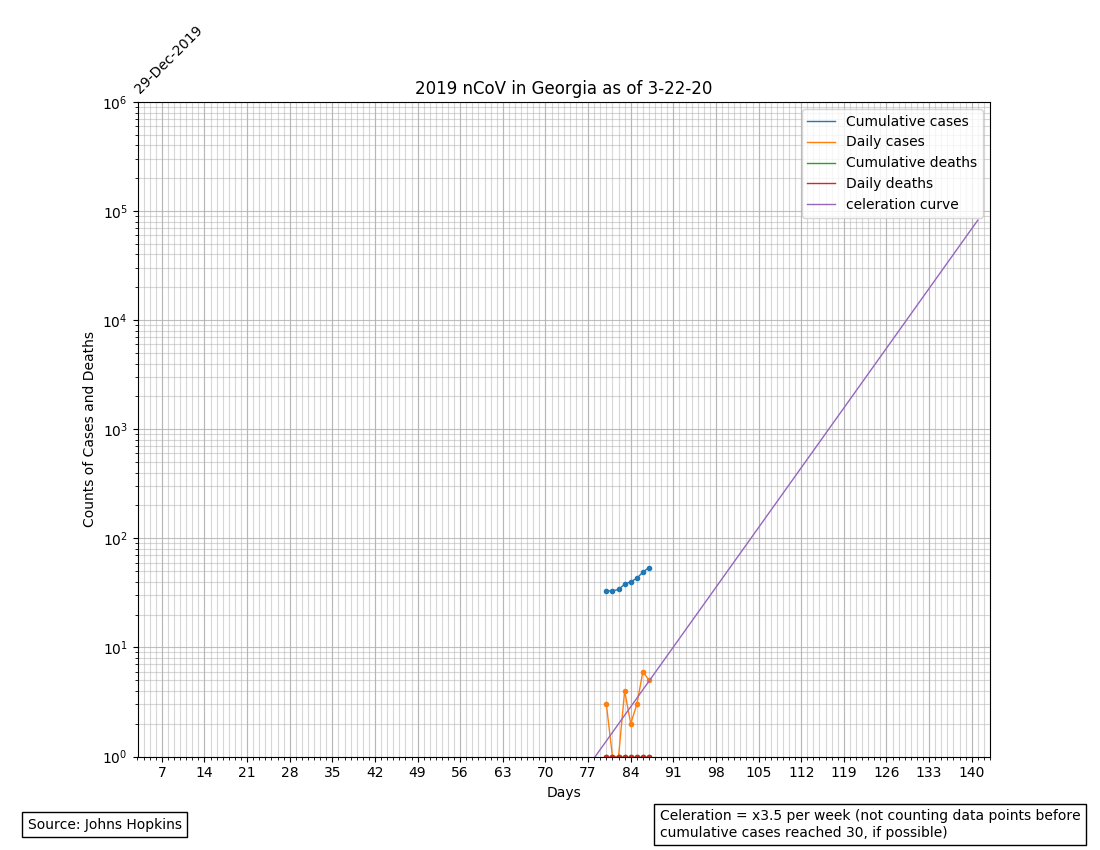 29-Dec-2019
2019 nCoV in Georgia as of 3-22-20
10^6
10^5
10^4
10^3
10^2
10^1
10^0
Counts of Cases and Deaths
Cumulative cases
Daily cases
Cumulative deaths
Daily deaths
celeration curve
7 14 21 28 35 42 49 56 63 70 77 84 91 98 105 112 119 126 133 140
Days
Source: Johns Hopkins
Celeration = x3.5 per week (not counting data points before
cumulative cases reached 30, if possible)